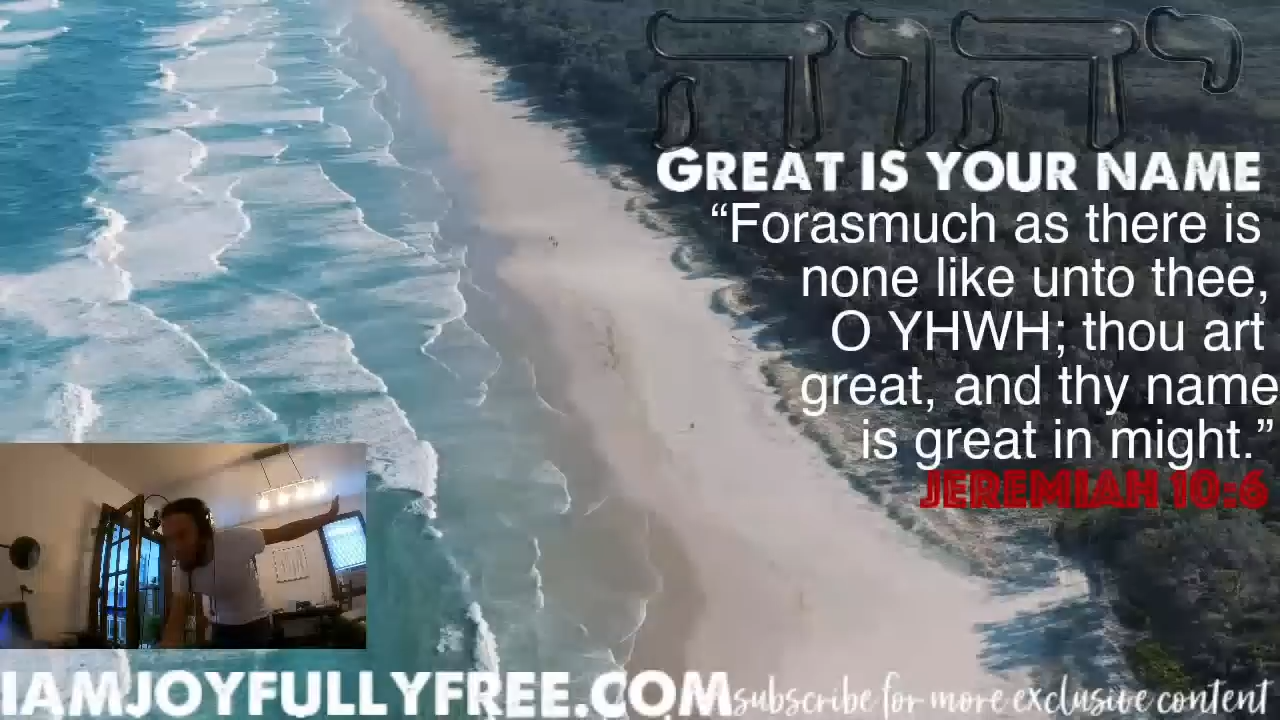 יהוה
GREAT IS YOUR NAME
“Forasmuch as there is
none like unto thee,
O YHWH; thou art
great, and thy name
is great in might.”
JEREMIAH 10:6
IAMJOYFULLYFREE.COM
subscribe for more exclusive content